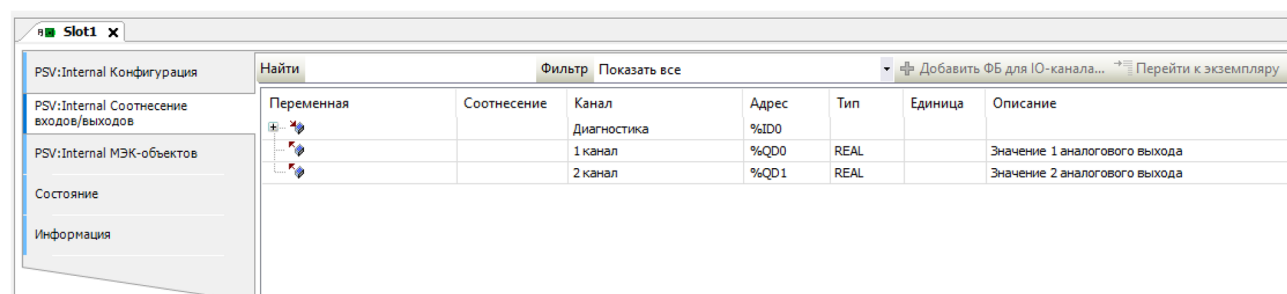 Slot1 x
PSV:Internal Конфигурация
PSV:Internal Соотнесение
входов/выходов
PSV:Internal МЭК-объектов
Состояние
Информация
Найти Фильтр Показать все Добавить ФБ для IO-канала... Перейти к экземпляру
Переменная Соотнесение Канал Адрес Тип Единица Описание
Диагностика %ID0
1 канал %QD0 REAL Значение 1 аналогового выхода
2 канал %QD1 REAL Значение 2 аналогового выхода